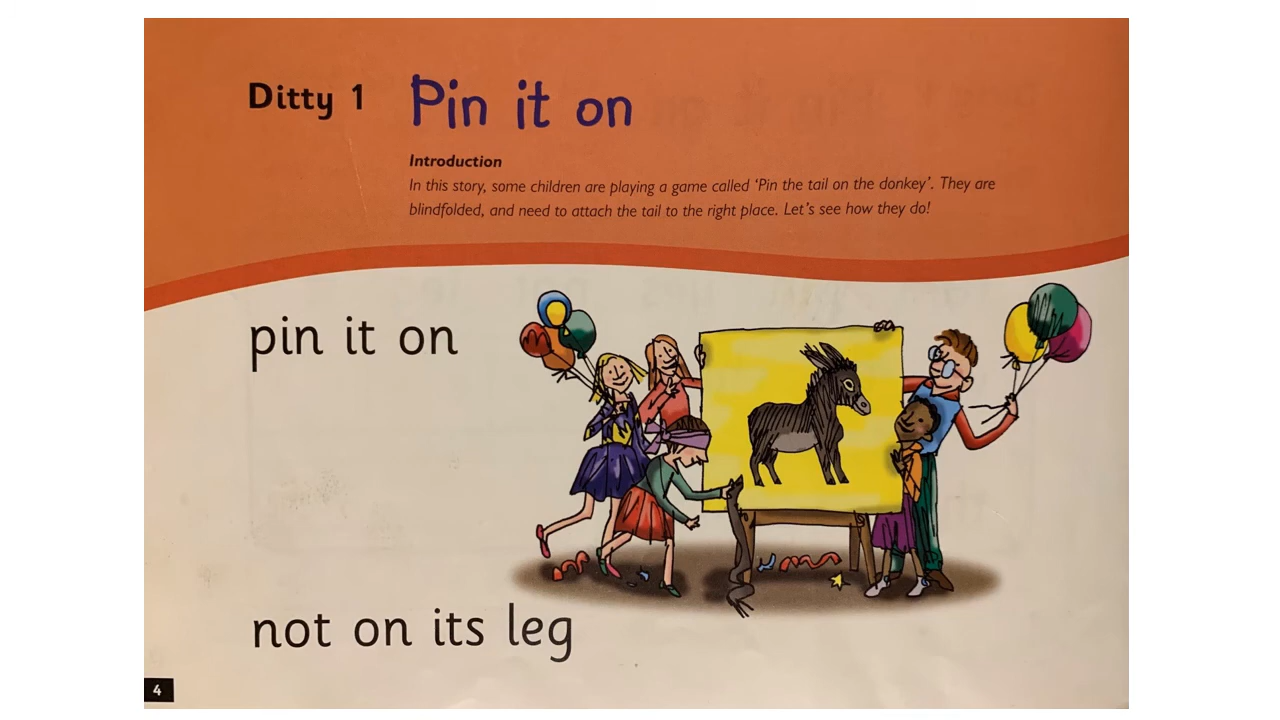 Ditty 1 Pin it on
Introduction
In this story, some children are playing a game called ‘Pin the tail on the donkey’. They are
blindfolded, and need to attach the tail to the right place. Let’s see how they do!
pin it on
not on its leg
4